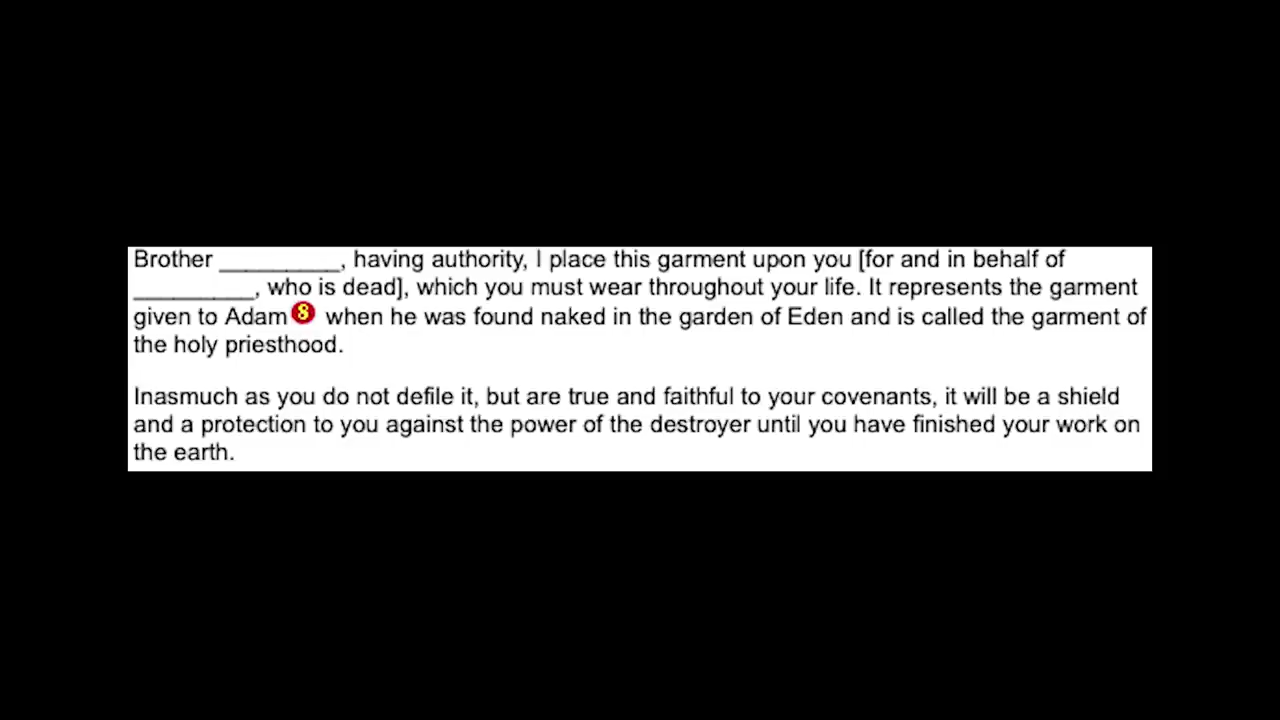 Brother _________, having authority, I place this garment upon you [for and in behalf of
_________, who is dead], which you must wear throughout your life. It represents the garment
given to Adam 8 when he was found naked in the garden of Eden and is called the garment of
the holy priesthood.
Inasmuch as you do not defile it, but are true and faithful to your covenants, it will be a shield
and a protection to you against the power of the destroyer until you have finished your work on
the earth.